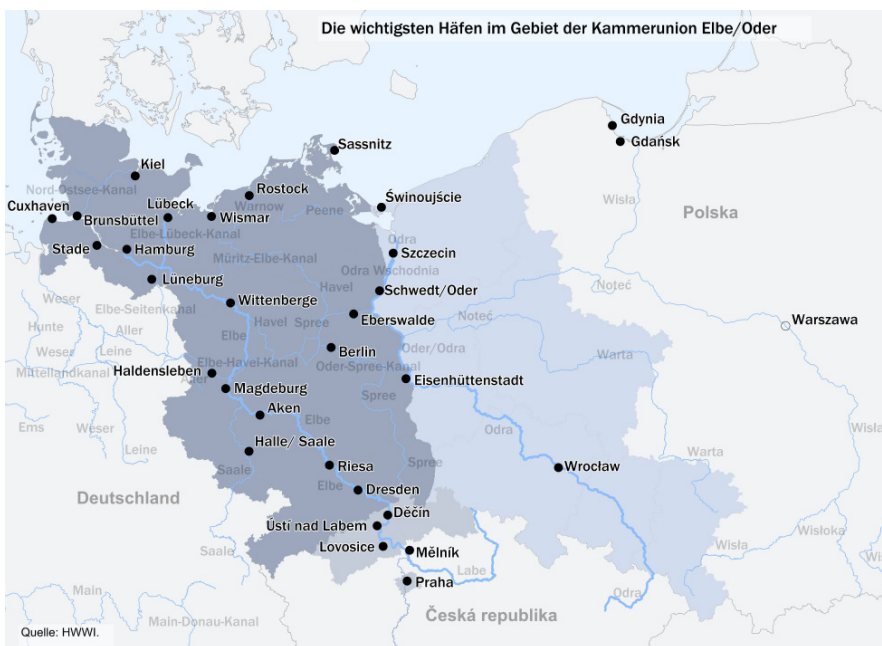 Die wichtigsten Häfen im Gebiet der Kammerunion Elbe/Oder
Gdynia
Gdańsk
Sassnitz
Kiel
Nord-Ostsee-Kanal
Rostock
Warnow
Świnoujście
Wisła
Cuxhaven
Brunsbüttel
Lübeck
Wismar
Peene
Polska
Elbe-Lübeck-Kanal
Odra
Stade
Hamburg
Müritz-Elbe-Kanal
Szczecin
Odra Wschodnia
Lüneburg
Havel
Schwedt/Oder
Noteć
Weser
Elbe-Seitenkanal
Wittenberge
Eberswalde
Noteć
Warszawa
Hunte
Aller
Elbe
Havel
Spree
Weser
Leine
Berlin
Oder/Odra
Warta
Elbe-Havel-Kanal
Oder-Spree-Kanal
Mittellandkanal
Haldensleben
Aller
Magdeburg
Eisenhüttenstadt
Spree
Aken
Ems
Weser
Elbe
Odra
Wisła
Leine
Halle/ Saale
Warta
Saale
Riesa
Spree
Wrocław
Elbe
Dresden
Deutschland
Děčín
Ústí nad Labem
Wisłoka
Saale
Lovosice
Mělník
Wisła
Wi
Labe
Praha
Main
Odra
Česká republika
Main-Donau-Kanal
Quelle: HWWI.